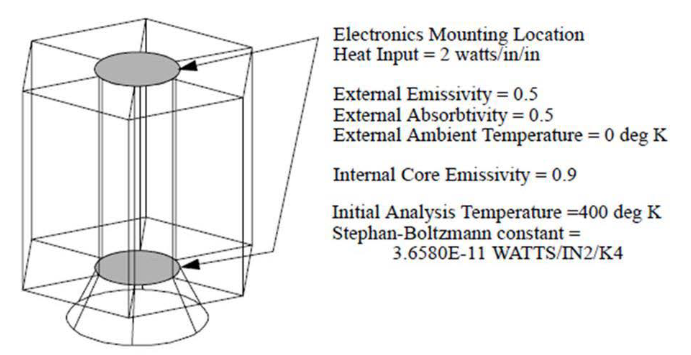 Electronics Mounting Location
Heat Input = 2 watts/in/in
External Emissivity = 0.5
External Absorbtivity = 0.5
External Ambient Temperature = 0 deg K
Internal Core Emissivity = 0.9
Initial Analysis Temperature =400 deg K
Stephan-Boltzmann constant =
3.6580E-11 WATTS/IN2/K4